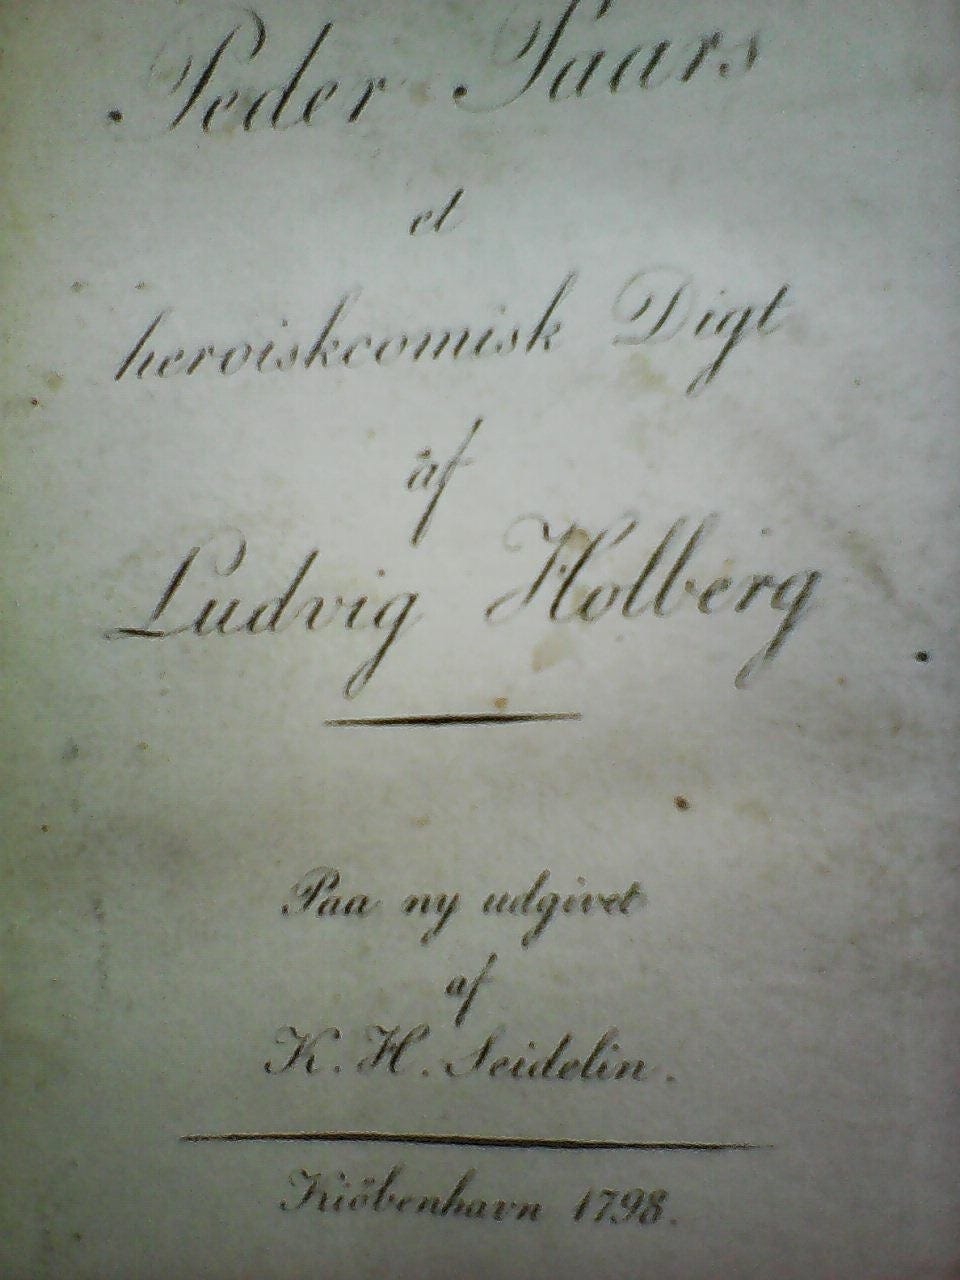 Peder Paars
et
heroiskcomisk Digt
af
Ludvig Holberg
Paa ny udgivet
af
K. H. Seidelin.
Kiöbenhavn 1798.